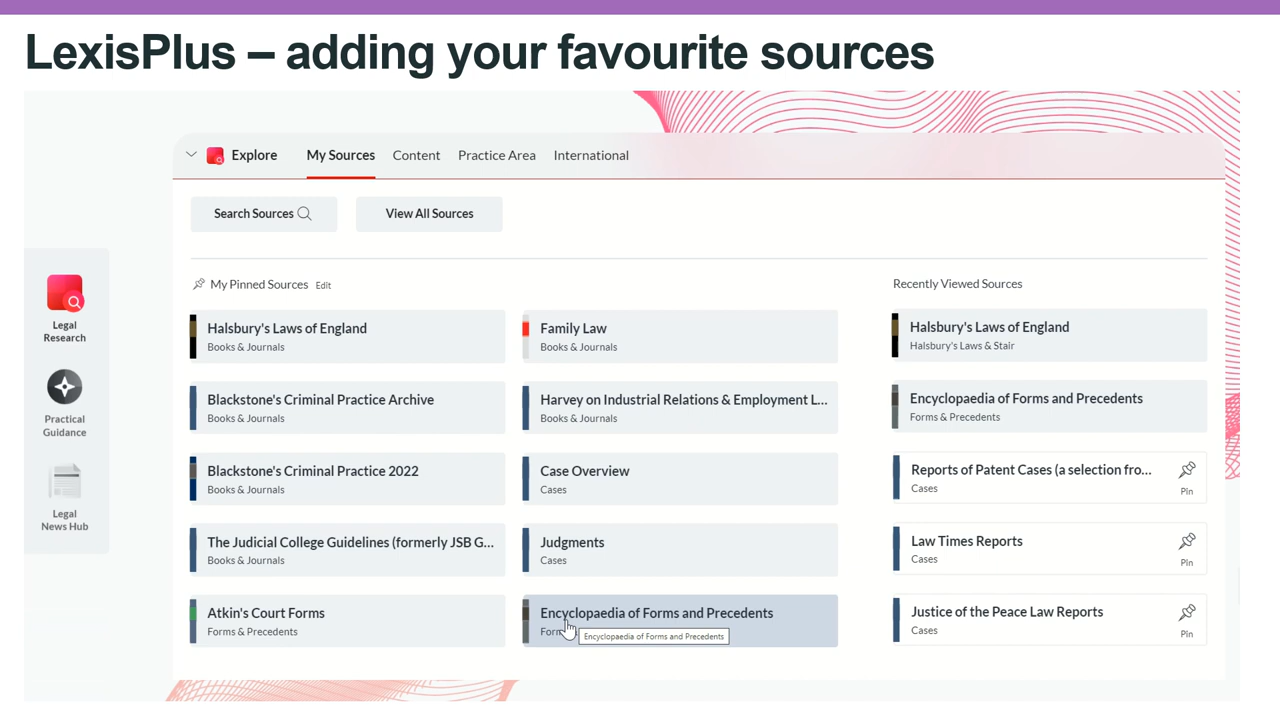 LexisPlus – adding your favourite sources
Explore
My Sources
Content
Practice Area
International
Search Sources
View All Sources
Legal
Research
Practical
Guidance
Legal
News Hub
My Pinned Sources Edit
Halsbury's Laws of England
Books & Journals
Blackstone's Criminal Practice Archive
Books & Journals
Blackstone's Criminal Practice 2022
Books & Journals
The Judicial College Guidelines (formerly JSB G...
Books & Journals
Atkin's Court Forms
Forms & Precedents
Family Law
Books & Journals
Harvey on Industrial Relations & Employment L...
Books & Journals
Case Overview
Cases
Judgments
Cases
Encyclopaedia of Forms and Precedents
Encyclopaedia of Forms and Precedents
Recently Viewed Sources
Halsbury's Laws of England
Halsbury's Laws & Stair
Encyclopaedia of Forms and Precedents
Forms & Precedents
Reports of Patent Cases (a selection fro...
Cases
Pin
Law Times Reports
Cases
Pin
Justice of the Peace Law Reports
Cases
Pin